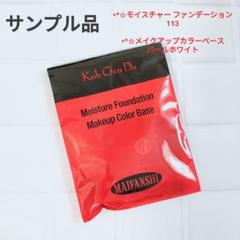 サンプル品
◦*☆モイスチャー ファンデーション
113
◦*☆メイクアップカラーベース
パールホワイト
Koh Gen Do
Moisture Foundation
Makeup Color Base
MAIFANSHI